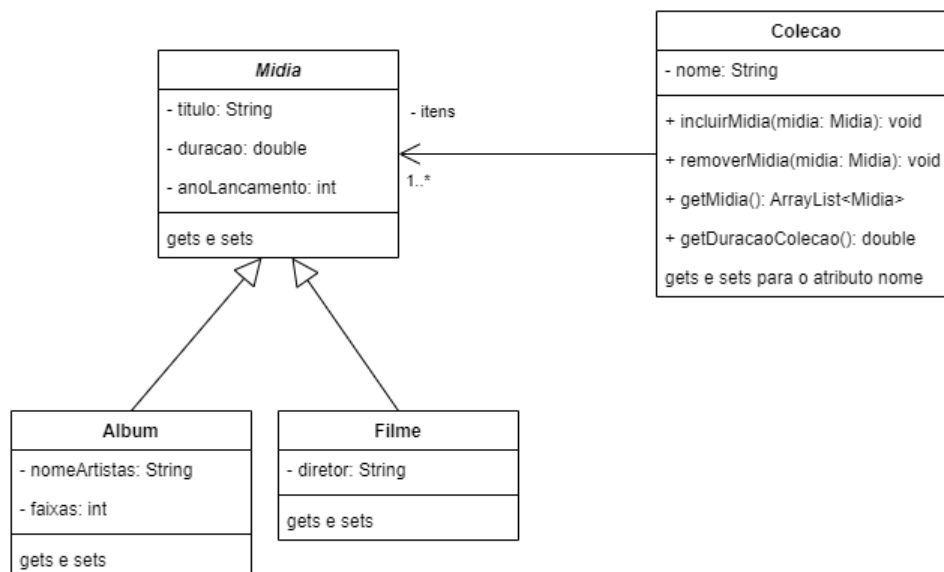 Midia
- titulo: String
- duracao: double
- anoLancamento: int
gets e sets
- itens
1..*
Colecao
- nome: String
+ incluirMidia(midia: Midia): void
+ removerMidia(midia: Midia): void
+ getMidia(): ArrayList<Midia>
+ getDuracaoColecao(): double
gets e sets para o atributo nome
Album
- nomeArtistas: String
- faixas: int
gets e sets
Filme
- diretor: String
gets e sets